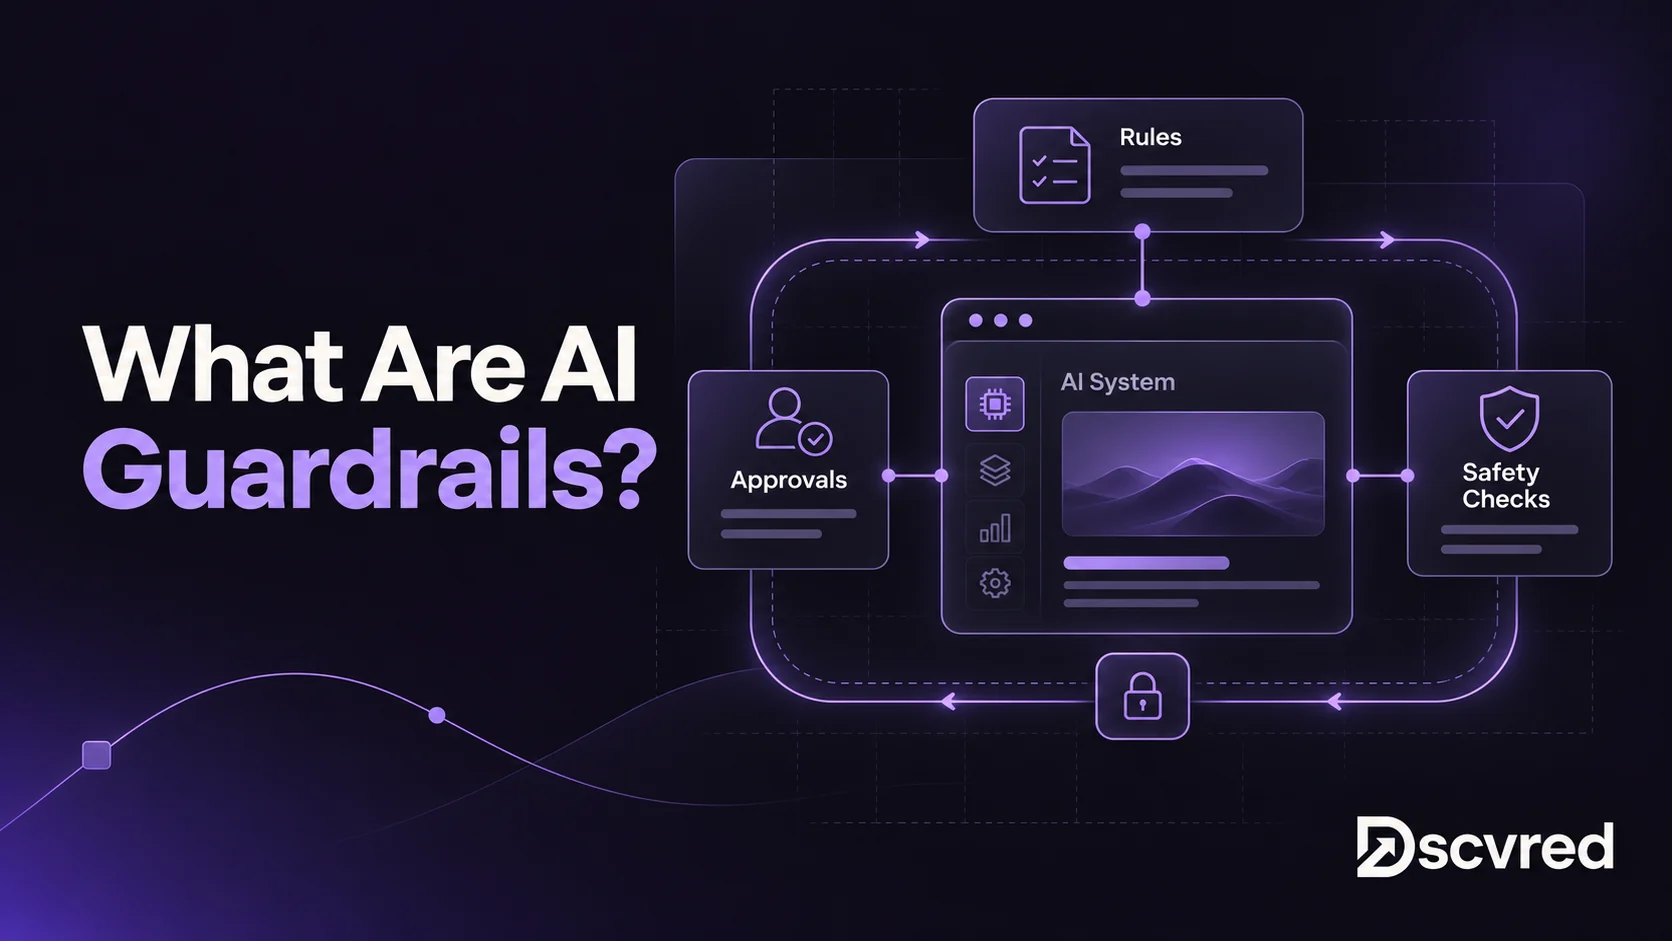 What Are AI
Guardrails?
Rules
Approvals
AI System
Safety
Checks
Dscvred